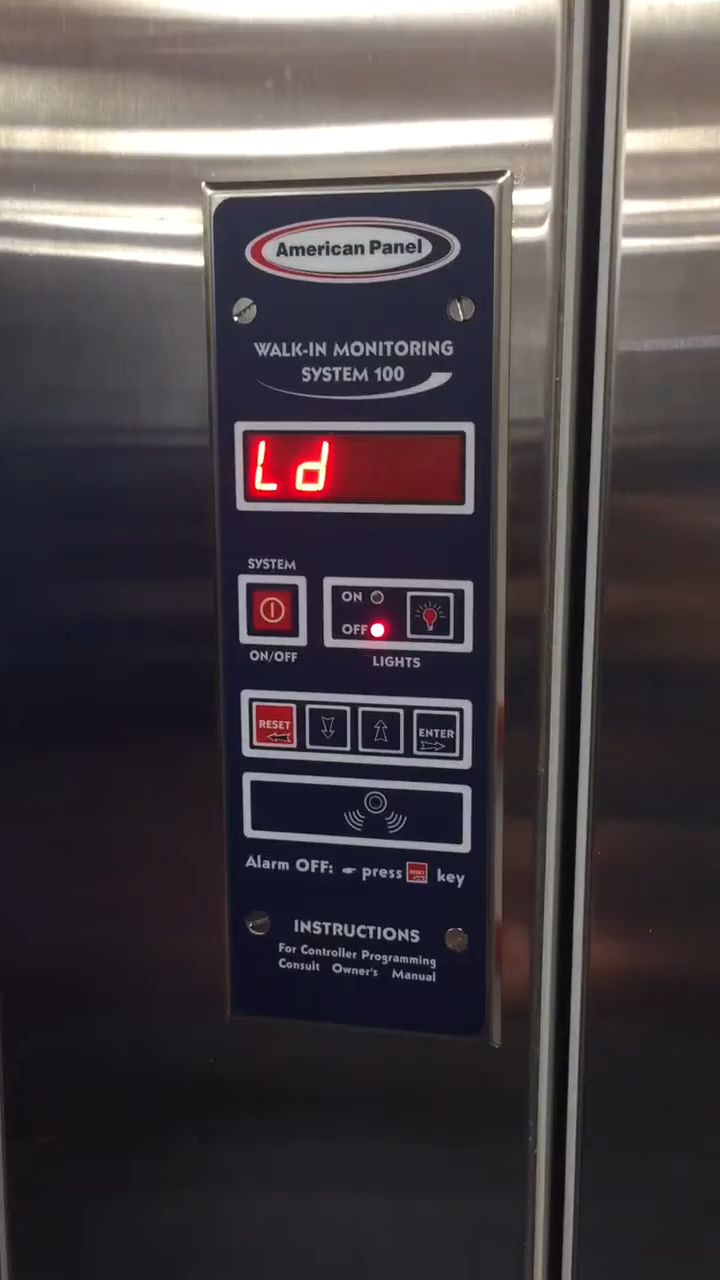 American Panel
WALK-IN MONITORING
SYSTEM 100
Ld
SYSTEM
ON
OFF
ON/OFF
LIGHTS
RESET
ENTER
Alarm OFF: press RESET key
INSTRUCTIONS
For Controller Programming
Consult Owner's Manual